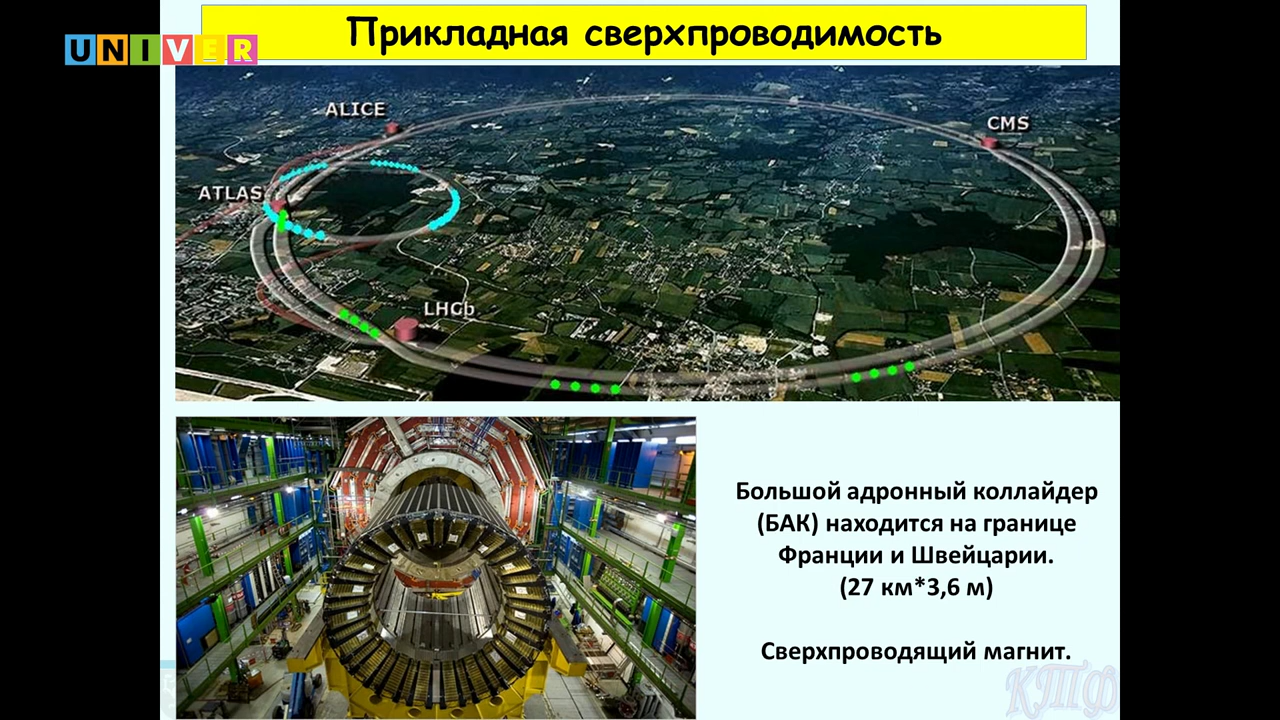 Прикладная сверхпроводимость
UNIVER
ALICE
CMS
ATLAS
LHCb
Большой адронный коллайдер
(БАК) находится на границе
Франции и Швейцарии.
(27 км*3,6 м)
Сверхпроводящий магнит.
КТФ